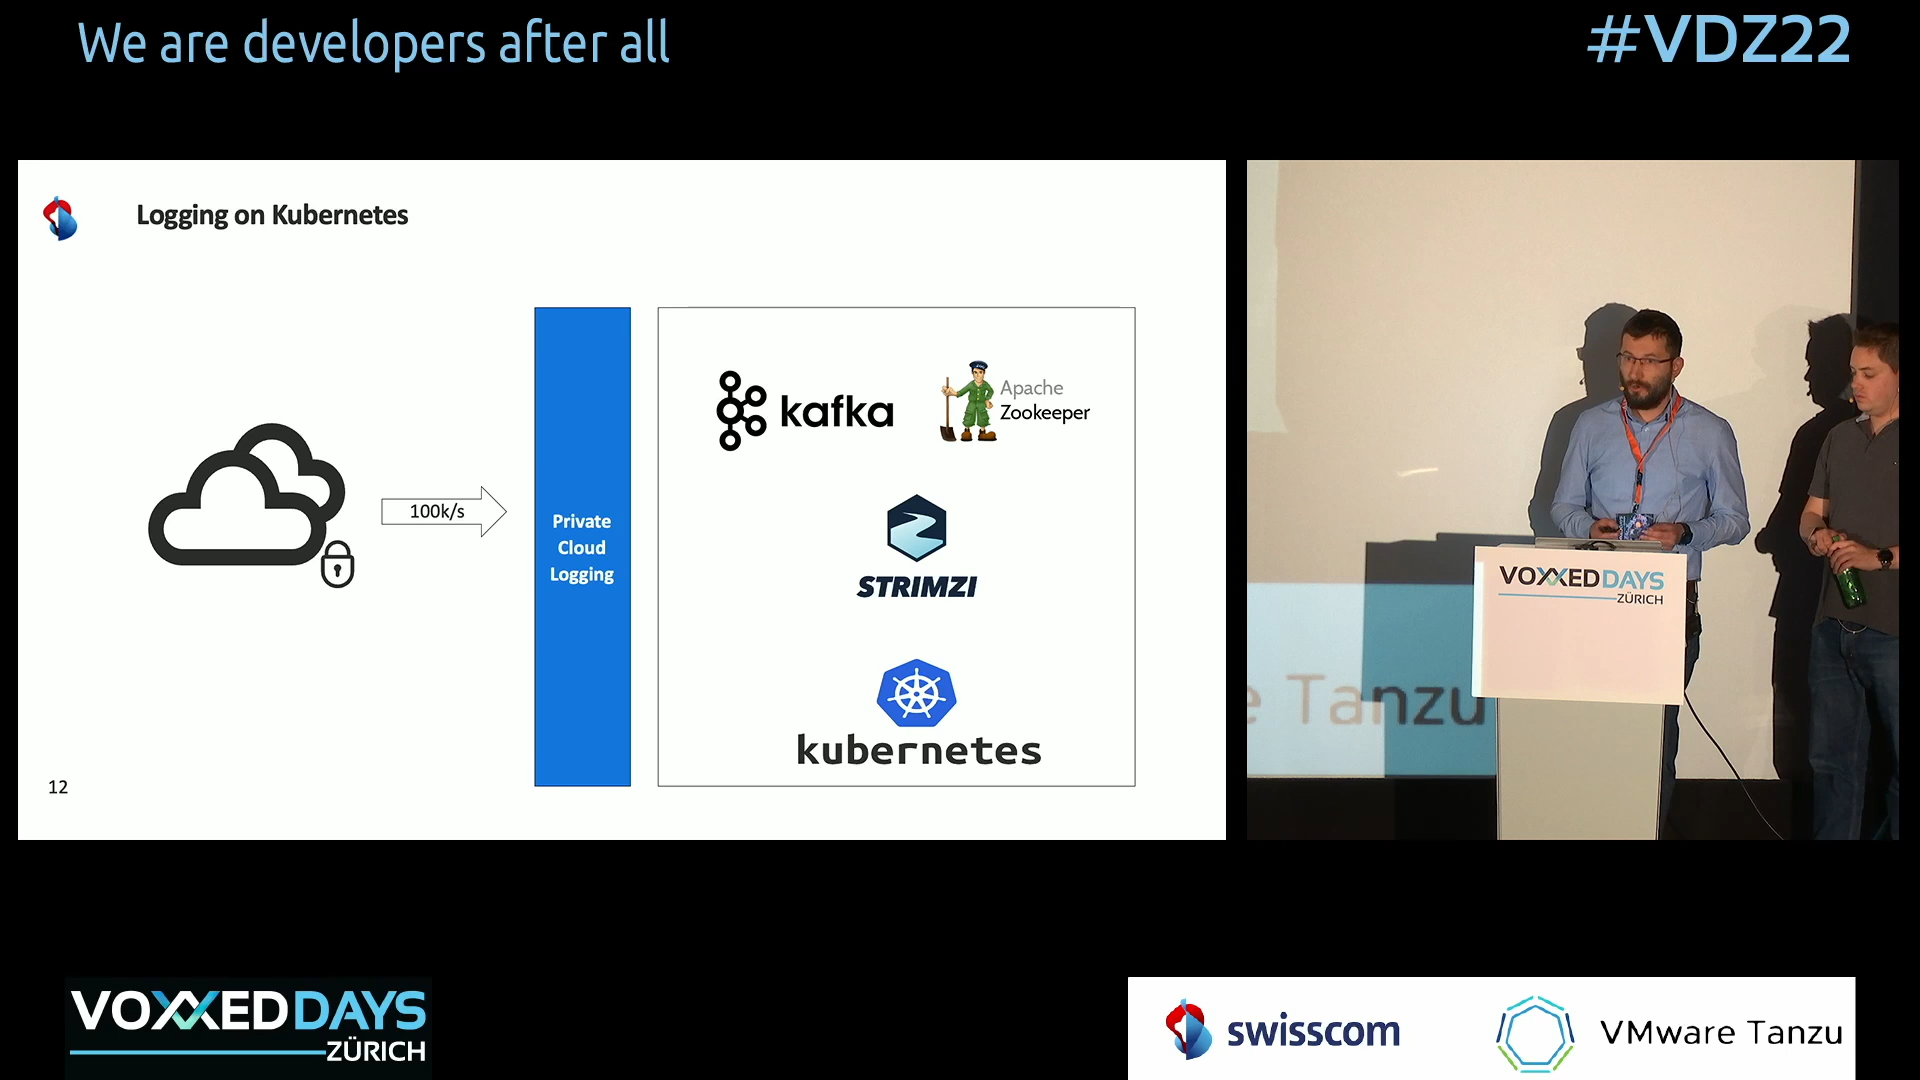 We are developers after all
#VDZ22
Logging on Kubernetes
100k/s
Private
Cloud
Logging
kafka
Apache
Zookeeper
STRIMZI
kubernetes
12
VOXXED DAYS
ZÜRICH
e Tanzu
VOXXED DAYS
ZÜRICH
swisscom
VMware Tanzu